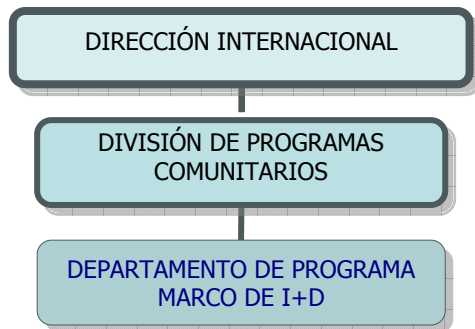 DIRECCIÓN INTERNACIONAL
DIVISIÓN DE PROGRAMAS
COMUNITARIOS
DEPARTAMENTO DE PROGRAMA
MARCO DE I+D